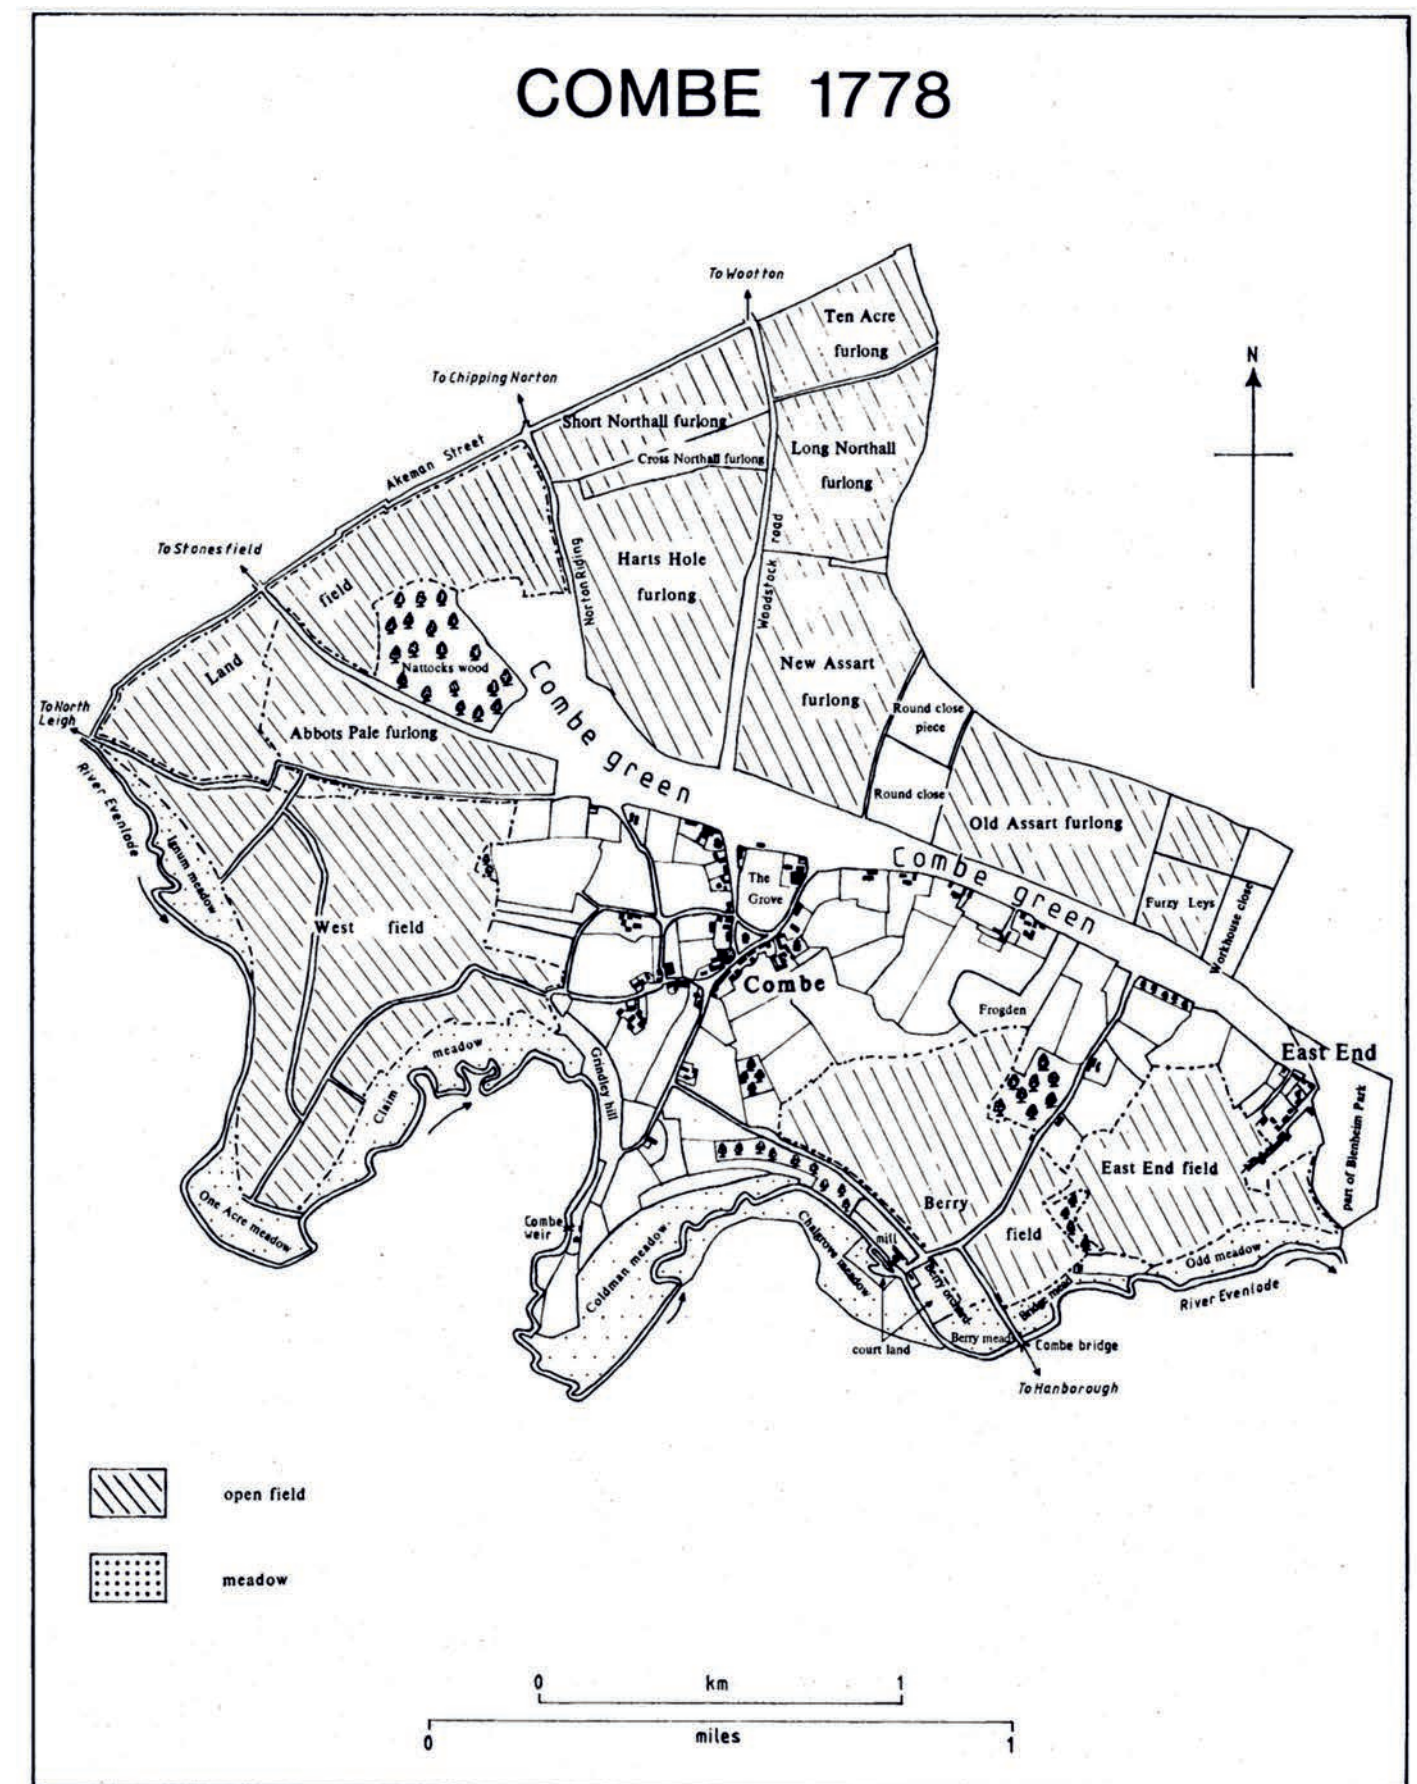 COMBE 1778
To Wootton
Ten Acre
furlong
N
To Chipping Norton
Short Northall furlong
Akeman Street
Cross Northall furlong
Long Northall
furlong
To Stonesfield
Norton Riding
Harts Hole
furlong
Woodstock road
field
Land
Nattocks wood
New Assart
furlong
Round close
piece
To North
Leigh
Abbots Pale furlong
Combe green
River Evenlode
Round close
Old Assart furlong
Ignum meadow
Combe green
The
Grove
Furzy Leys
Workhouse close
West field
Combe
Frogden
meadow
Claim
Grindley hill
East End
part of Blenheim Park
East End field
One Acre meadow
Combe
weir
Coldman meadow
Chalgrove meadow
Berry
field
mill
Berry orchard
Bridge mead
Odd meadow
River Evenlode
court land
Berry mead
Combe bridge
To Hanborough
open field
meadow
0 km 1
miles
0 1